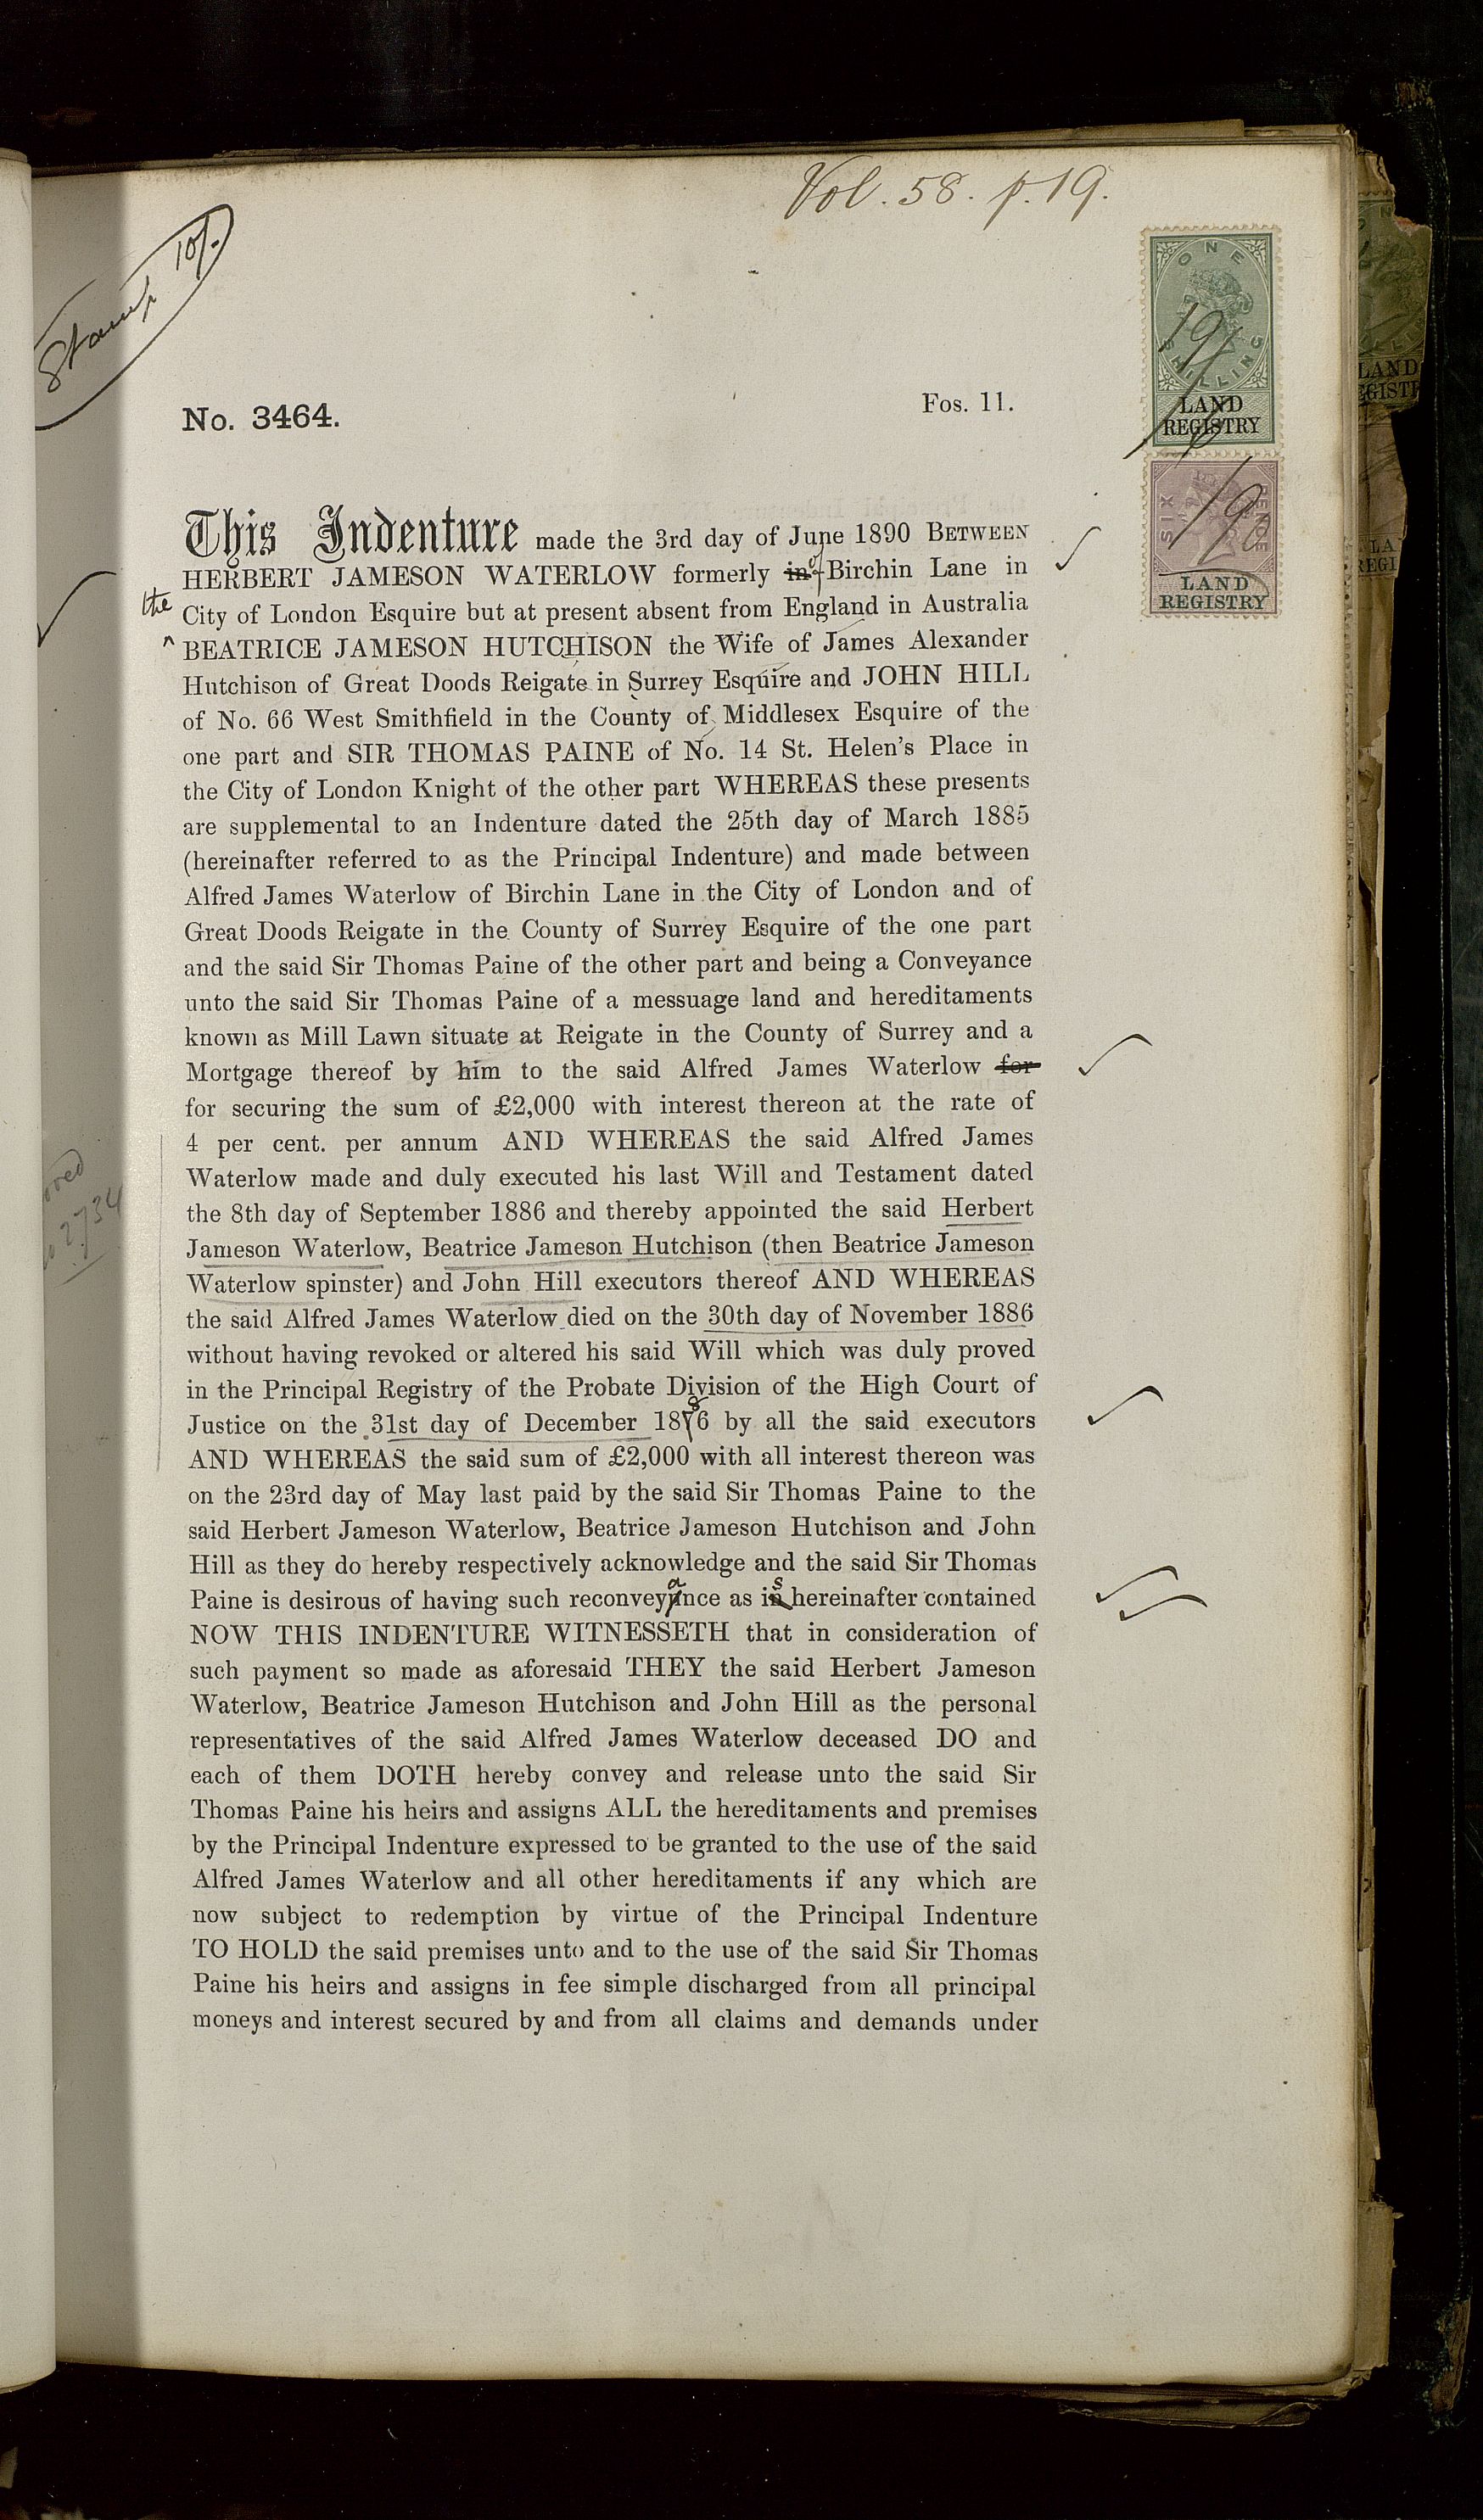 Vol. 58. p. 19.
Stamp 10/-
ONE
SHILLING
LAND
REGISTRY
19/6
SIX
PENCE
19/6
LAND
REGISTRY
LAND
No. 3464.
Fos. 11.
This Indenture made the 3rd day of June 1890 BETWEEN
HERBERT JAMESON WATERLOW formerly in of Birchin Lane in
the City of London Esquire but at present absent from England in Australia
BEATRICE JAMESON HUTCHISON the Wife of James Alexander
Hutchison of Great Doods Reigate in Surrey Esquire and JOHN HILL
of No. 66 West Smithfield in the County of Middlesex Esquire of the
one part and SIR THOMAS PAINE of No. 14 St. Helen's Place in
the City of London Knight of the other part WHEREAS these presents
are supplemental to an Indenture dated the 25th day of March 1885
(hereinafter referred to as the Principal Indenture) and made between
Alfred James Waterlow of Birchin Lane in the City of London and of
Great Doods Reigate in the County of Surrey Esquire of the one part
and the said Sir Thomas Paine of the other part and being a Conveyance
unto the said Sir Thomas Paine of a messuage land and hereditaments
known as Mill Lawn situate at Reigate in the County of Surrey and a
Mortgage thereof by him to the said Alfred James Waterlow for
for securing the sum of £2,000 with interest thereon at the rate of
4 per cent. per annum AND WHEREAS the said Alfred James
Waterlow made and duly executed his last Will and Testament dated
the 8th day of September 1886 and thereby appointed the said Herbert
Jameson Waterlow, Beatrice Jameson Hutchison (then Beatrice Jameson
Waterlow spinster) and John Hill executors thereof AND WHEREAS
the said Alfred James Waterlow died on the 30th day of November 1886
without having revoked or altered his said Will which was duly proved
in the Principal Registry of the Probate Division of the High Court of
Justice on the 31st day of December 1886 by all the said executors
AND WHEREAS the said sum of £2,000 with all interest thereon was
on the 23rd day of May last paid by the said Sir Thomas Paine to the
said Herbert Jameson Waterlow, Beatrice Jameson Hutchison and John
Hill as they do hereby respectively acknowledge and the said Sir Thomas
Paine is desirous of having such reconveyance as is hereinafter contained
NOW THIS INDENTURE WITNESSETH that in consideration of
such payment so made as aforesaid THEY the said Herbert Jameson
Waterlow, Beatrice Jameson Hutchison and John Hill as the personal
representatives of the said Alfred James Waterlow deceased DO and
each of them DOTH hereby convey and release unto the said Sir
Thomas Paine his heirs and assigns ALL the hereditaments and premises
by the Principal Indenture expressed to be granted to the use of the said
Alfred James Waterlow and all other hereditaments if any which are
now subject to redemption by virtue of the Principal Indenture
TO HOLD the said premises unto and to the use of the said Sir Thomas
Paine his heirs and assigns in fee simple discharged from all principal
moneys and interest secured by and from all claims and demands under
2734